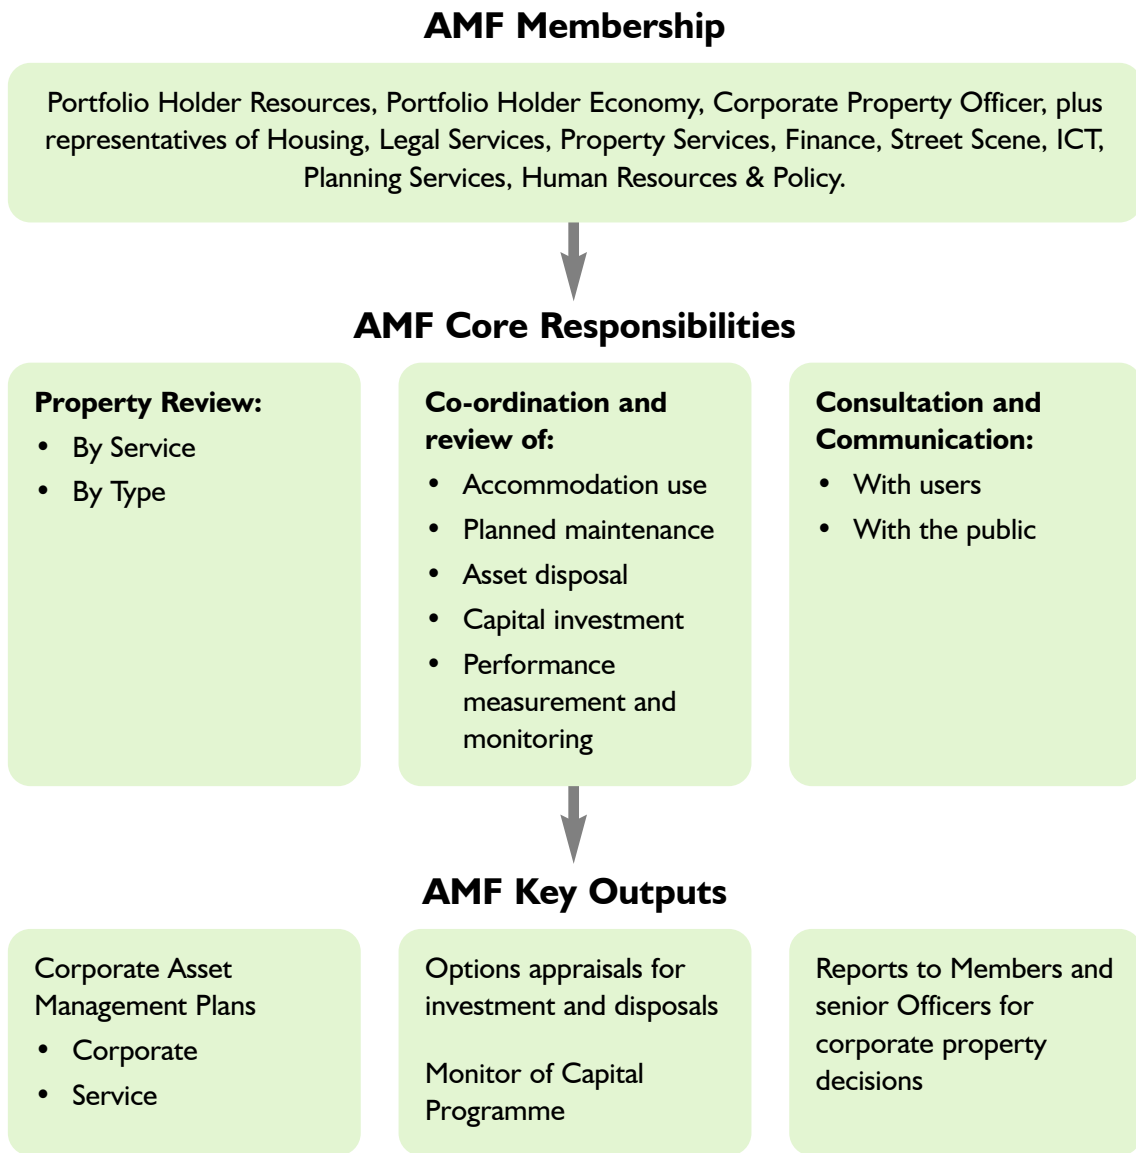 AMF Membership
Portfolio Holder Resources, Portfolio Holder Economy, Corporate Property Officer, plus
representatives of Housing, Legal Services, Property Services, Finance, Street Scene, ICT,
Planning Services, Human Resources & Policy.
AMF Core Responsibilities
Property Review:
• By Service
• By Type
Co-ordination and
review of:
• Accommodation use
• Planned maintenance
• Asset disposal
• Capital investment
• Performance
measurement and
monitoring
Consultation and
Communication:
• With users
• With the public
AMF Key Outputs
Corporate Asset
Management Plans
• Corporate
• Service
Options appraisals for
investment and disposals
Monitor of Capital
Programme
Reports to Members and
senior Officers for
corporate property
decisions